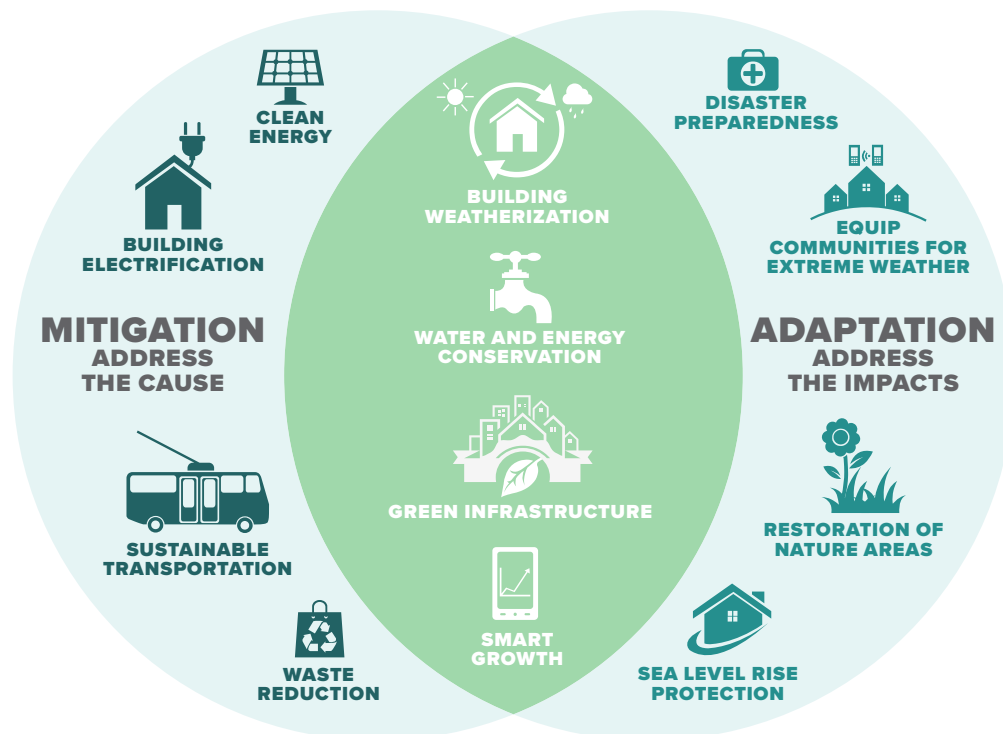 CLEAN
ENERGY
BUILDING
ELECTRIFICATION
MITIGATION
ADDRESS
THE CAUSE
SUSTAINABLE
TRANSPORTATION
WASTE
REDUCTION
BUILDING
WEATHERIZATION
WATER AND ENERGY
CONSERVATION
GREEN INFRASTRUCTURE
SMART
GROWTH
DISASTER
PREPAREDNESS
EQUIP
COMMUNITIES FOR
EXTREME WEATHER
ADAPTATION
ADDRESS
THE IMPACTS
RESTORATION OF
NATURE AREAS
SEA LEVEL RISE
PROTECTION